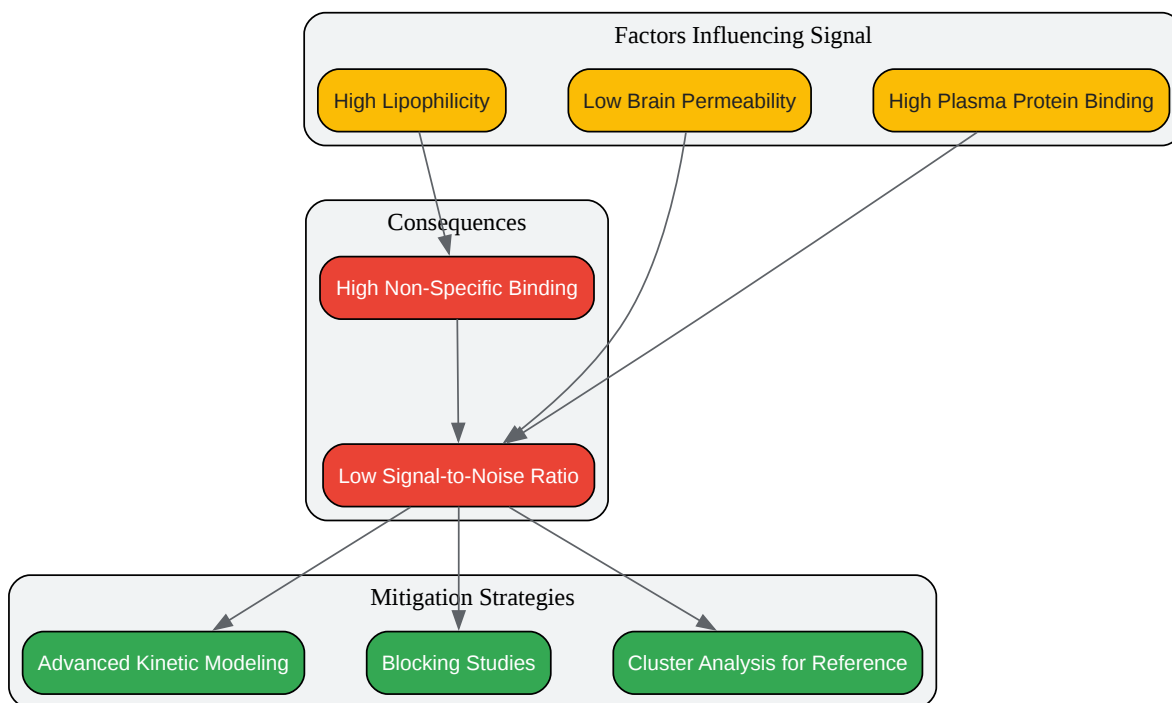 Factors Influencing Signal
High Lipophilicity
Low Brain Permeability
High Plasma Protein Binding
Consequences
High Non-Specific Binding
Low Signal-to-Noise Ratio
Mitigation Strategies
Advanced Kinetic Modeling
Blocking Studies
Cluster Analysis for Reference